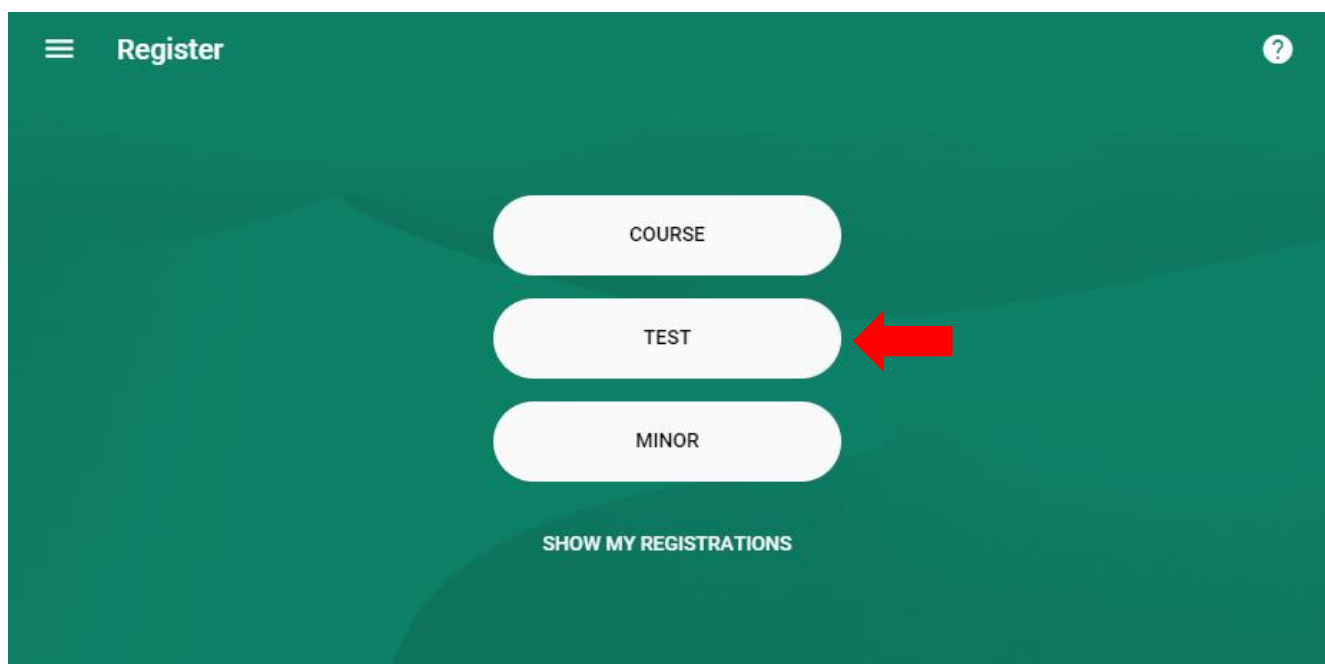 Register
?
COURSE
TEST
MINOR
SHOW MY REGISTRATIONS